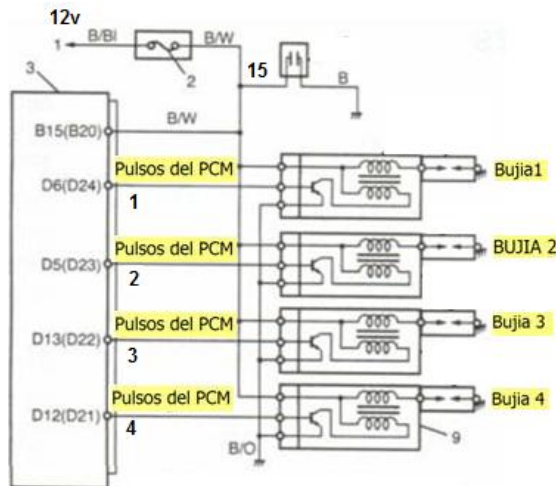 12v
1
B/Bl
B/W
2
3
15
B
B15(B20)
B/W
Pulsos del PCM
D6(D24)
1
Bujia1
Pulsos del PCM
D5(D23)
2
BUJIA 2
Pulsos del PCM
D13(D22)
3
Bujia 3
Pulsos del PCM
D12(D21)
4
Bujia 4
B/O
9